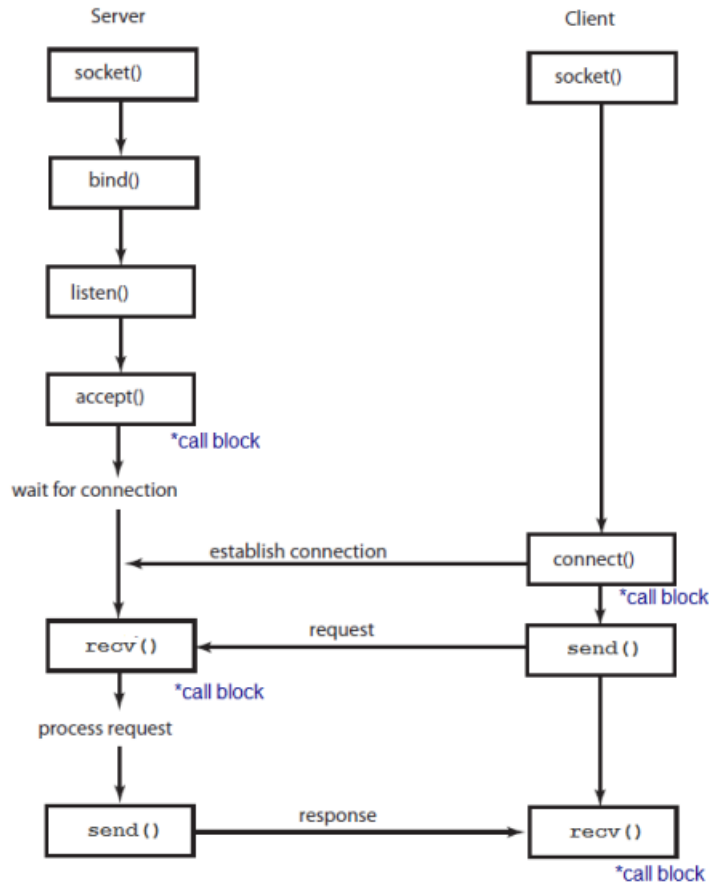 Server
Client
socket()
socket()
bind()
listen()
accept()
*call block
wait for connection
establish connection
connect()
*call block
request
recv()
send()
*call block
process request
response
send()
recv()
*call block